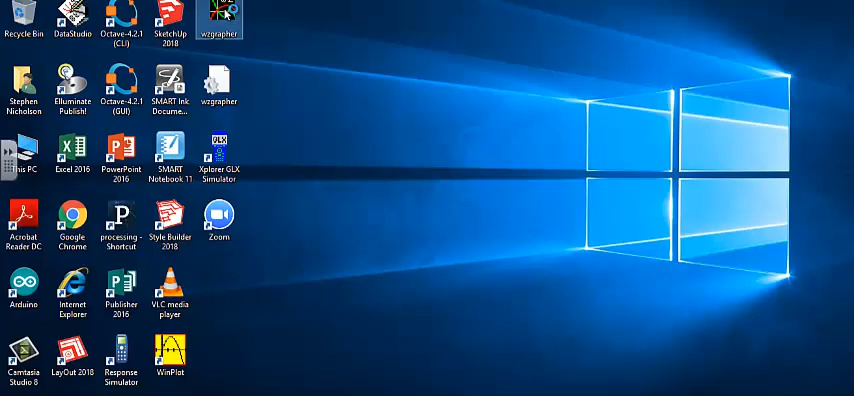 Recycle Bin
DataStudio
Octave-4.2.1
(CLI)
SketchUp
2018
wzgrapher
Stephen
Nicholson
Elluminate
Publish!
Octave-4.2.1
(GUI)
SMART Ink
Docume...
wzgrapher
This PC
Excel 2016
PowerPoint
2016
SMART
Notebook 11
GLX
Xplorer GLX
Simulator
Acrobat
Reader DC
Google
Chrome
processing -
Shortcut
Style Builder
2018
Zoom
Arduino
Internet
Explorer
Publisher
2016
VLC media
player
Camtasia
Studio 8
LayOut 2018
Response
Simulator
WinPlot